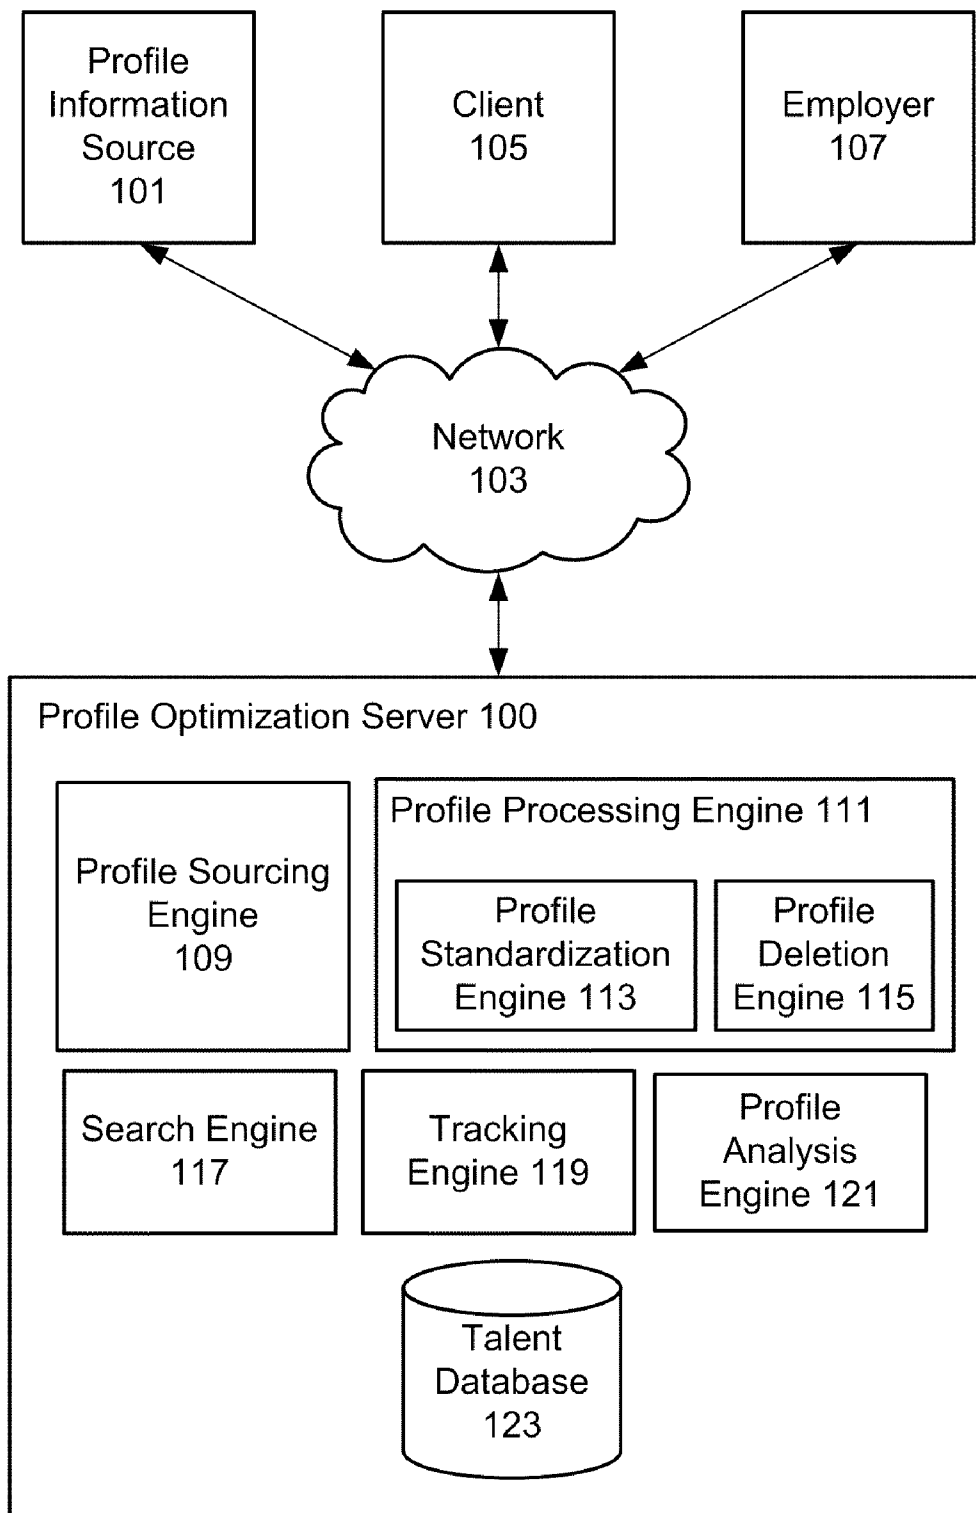 Profile
Information
Source
101
Client
105
Employer
107
Network
103
Profile Optimization Server 100
Profile Sourcing
Engine
109
Profile Processing Engine 111
Profile
Standardization
Engine 113
Profile
Deletion
Engine 115
Search Engine
117
Tracking
Engine 119
Profile
Analysis
Engine 121
Talent
Database
123